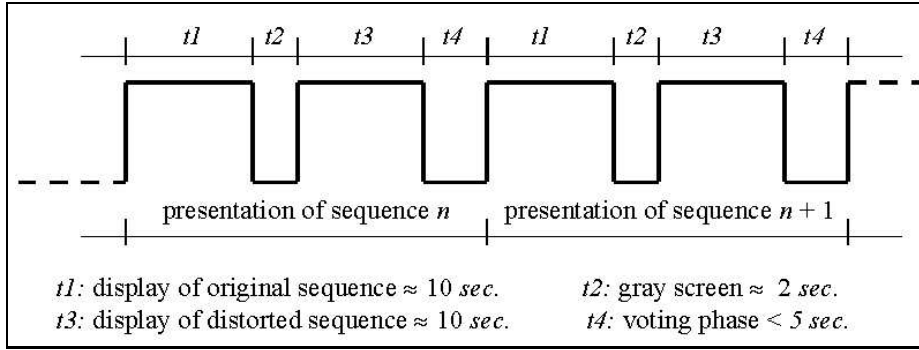 t1 t2 t3 t4 t1 t2 t3 t4
presentation of sequence n presentation of sequence n + 1
t1: display of original sequence ≈ 10 sec. t2: gray screen ≈ 2 sec.
t3: display of distorted sequence ≈ 10 sec. t4: voting phase < 5 sec.